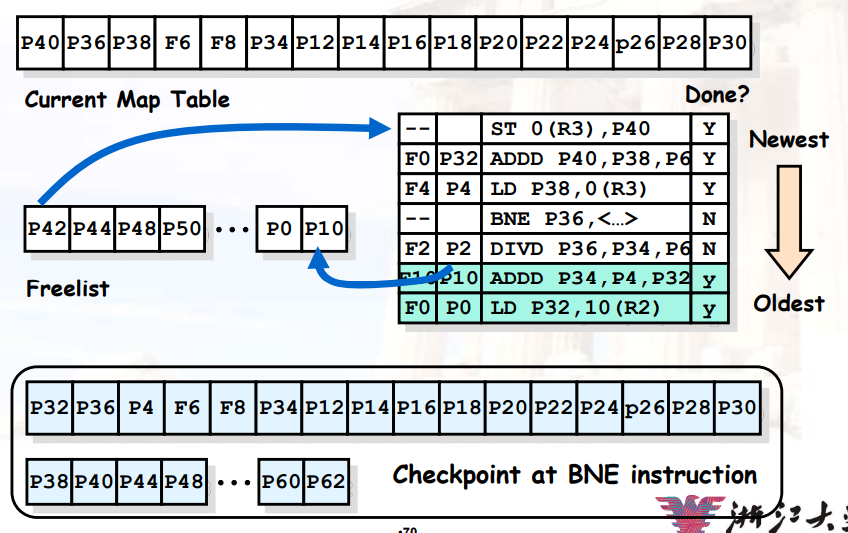 P40 P36 P38 F6 F8 P34 P12 P14 P16 P18 P20 P22 P24 p26 P28 P30
Current Map Table
Done?
-- ST 0(R3),P40 Y
F0 P32 ADDD P40,P38,P6 Y
F4 P4 LD P38,0(R3) Y
-- BNE P36,<…> N
F2 P2 DIVD P36,P34,P6 N
F10 P10 ADDD P34,P4,P32 y
F0 P0 LD P32,10(R2) y
Newest
Oldest
P42 P44 P48 P50 ··· P0 P10
Freelist
P32 P36 P4 F6 F8 P34 P12 P14 P16 P18 P20 P22 P24 p26 P28 P30
P38 P40 P44 P48 ··· P60 P62
Checkpoint at BNE instruction
浙江大